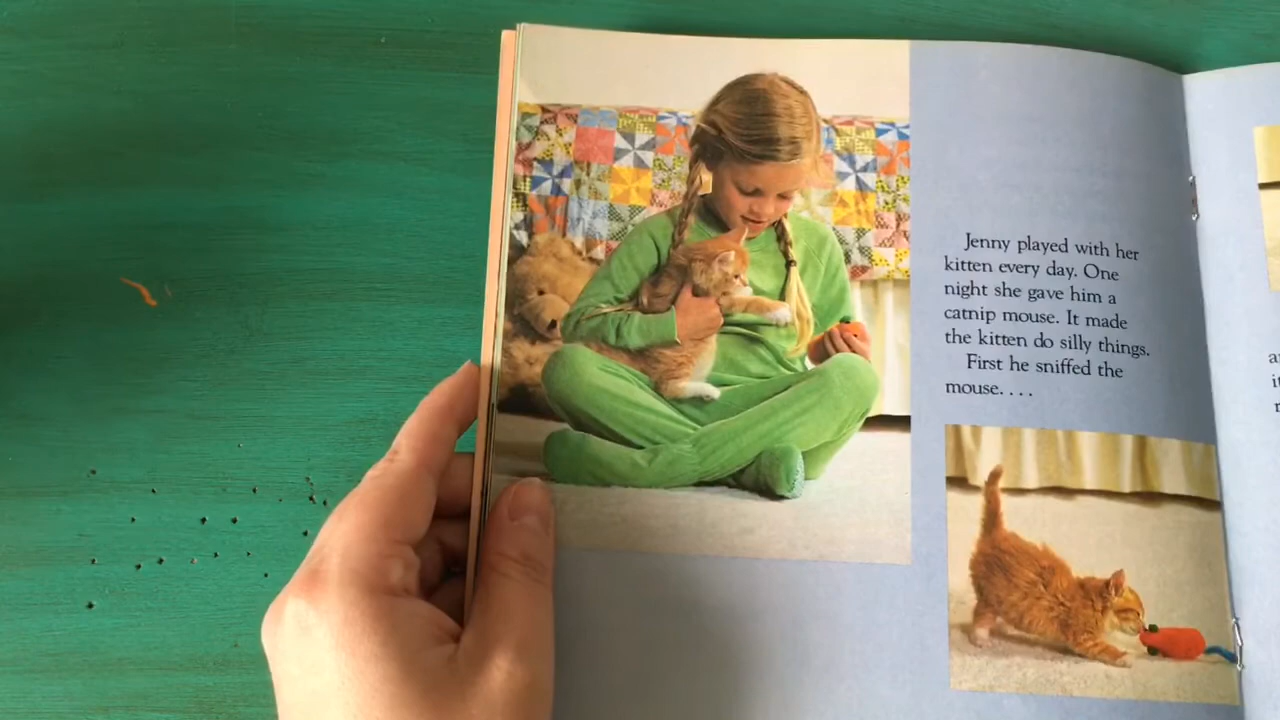 Jenny played with her
kitten every day. One
night she gave him a
catnip mouse. It made
the kitten do silly things.
First he sniffed the
mouse. . . .